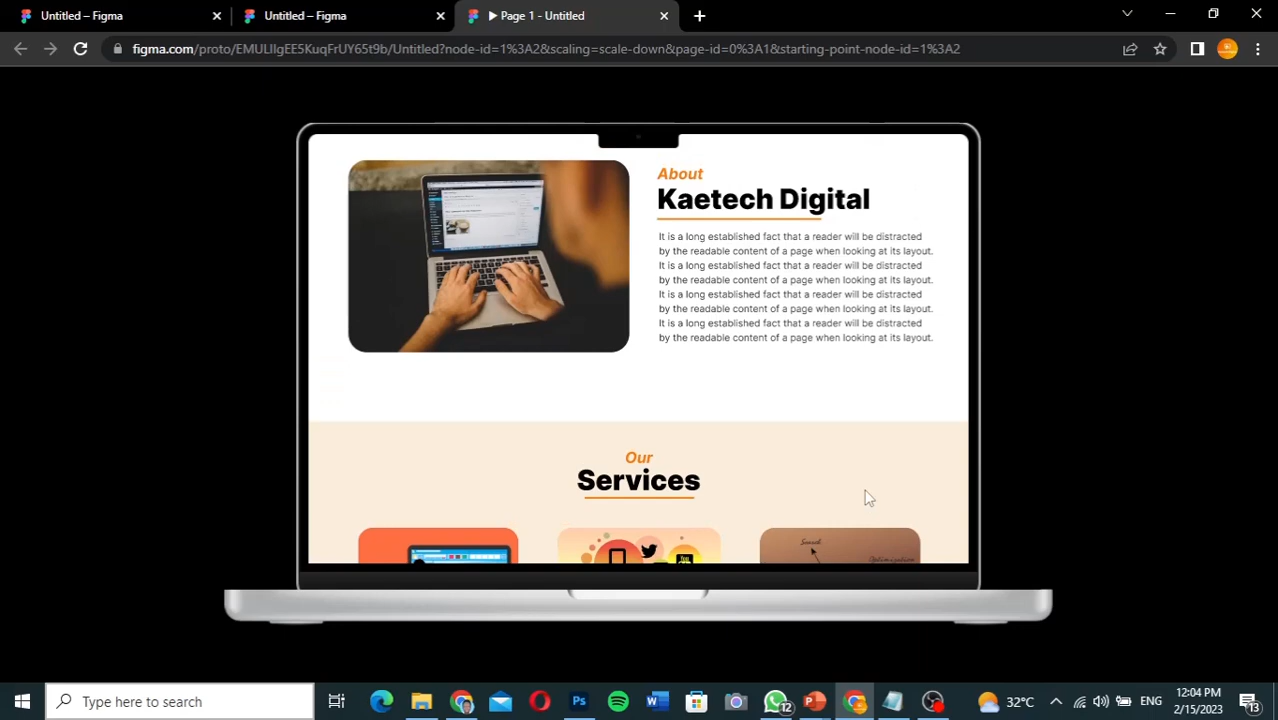 Untitled – Figma
Untitled – Figma
Page 1 - Untitled
figma.com/proto/EMULIlgEE5KuqFrUY65t9b/Untitled?node-id=1%3A2&scaling=scale-down&page-id=0%3A1&starting-point-node-id=1%3A2
About
Kaetech Digital
It is a long established fact that a reader will be distracted
by the readable content of a page when looking at its layout.
It is a long established fact that a reader will be distracted
by the readable content of a page when looking at its layout.
It is a long established fact that a reader will be distracted
by the readable content of a page when looking at its layout.
It is a long established fact that a reader will be distracted
by the readable content of a page when looking at its layout.
Our
Services
Search
Optimization
Type here to search
Ps
W
12
P
32°C
ENG
12:04 PM
2/15/2023
13